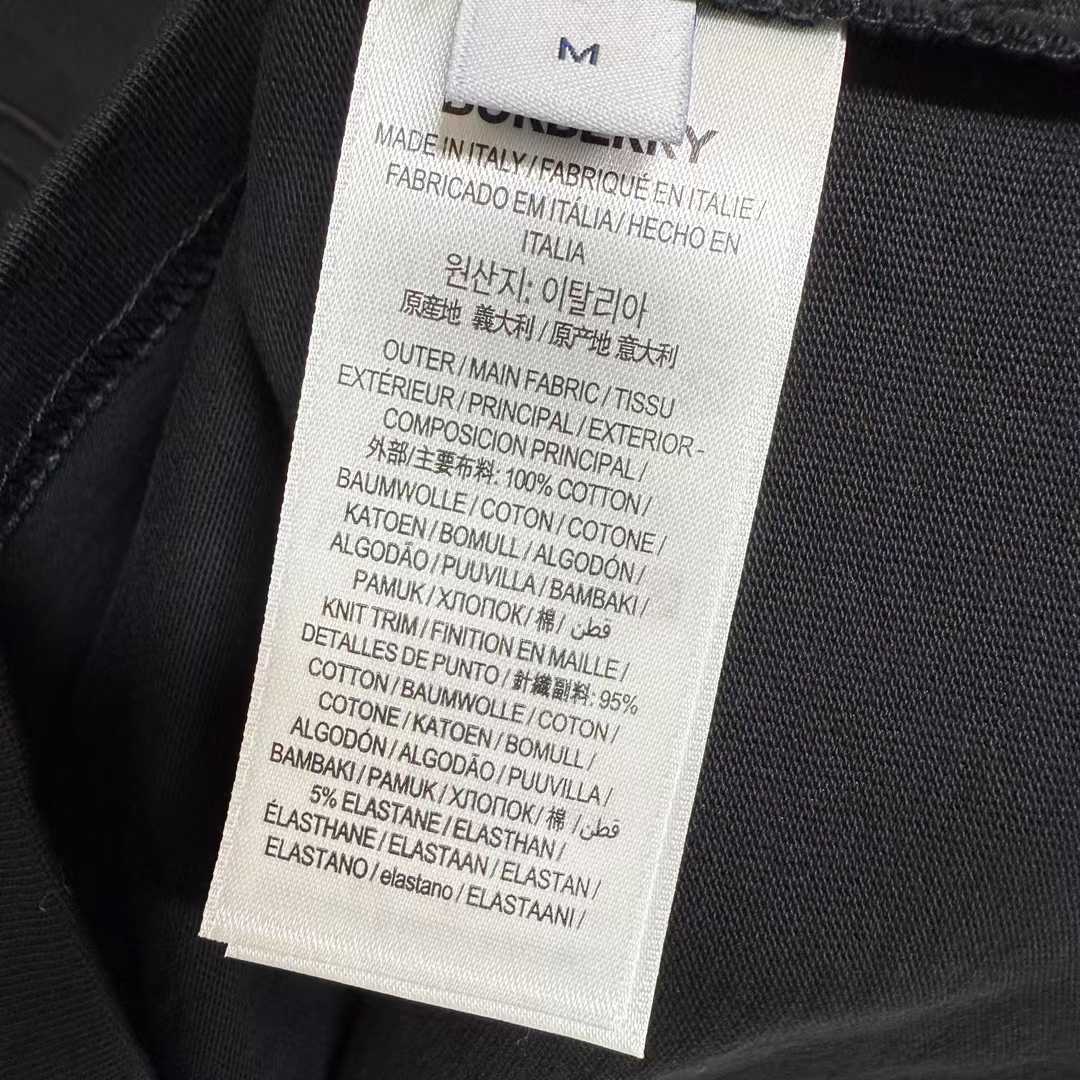 M
BURBERRY
MADE IN ITALY / FABRIQUÉ EN ITALIE /
FABRICADO EM ITÁLIA / HECHO EN
ITALIA
원산지: 이탈리아
原産地 義大利 / 原产地 意大利
OUTER / MAIN FABRIC / TISSU
EXTÉRIEUR / PRINCIPAL / EXTERIOR -
COMPOSICION PRINCIPAL /
外部/主要布料: 100% COTTON /
BAUMWOLLE / COTON / COTONE /
KATOEN / BOMULL / ALGODÓN /
ALGODÃO / PUUVILLA / BAMBAKI /
PAMUK / ХЛОПОК / 棉 / قطن
KNIT TRIM / FINITION EN MAILLE /
DETALLES DE PUNTO / 針織副料: 95%
COTTON / BAUMWOLLE / COTON /
COTONE / KATOEN / BOMULL /
ALGODÓN / ALGODÃO / PUUVILLA /
BAMBAKI / PAMUK / ХЛОПОК / 棉 / قطن
5% ELASTANE / ELASTHAN /
ÉLASTHANE / ELASTAAN / ELASTAN /
ELASTANO / elastano / ELASTAANI /